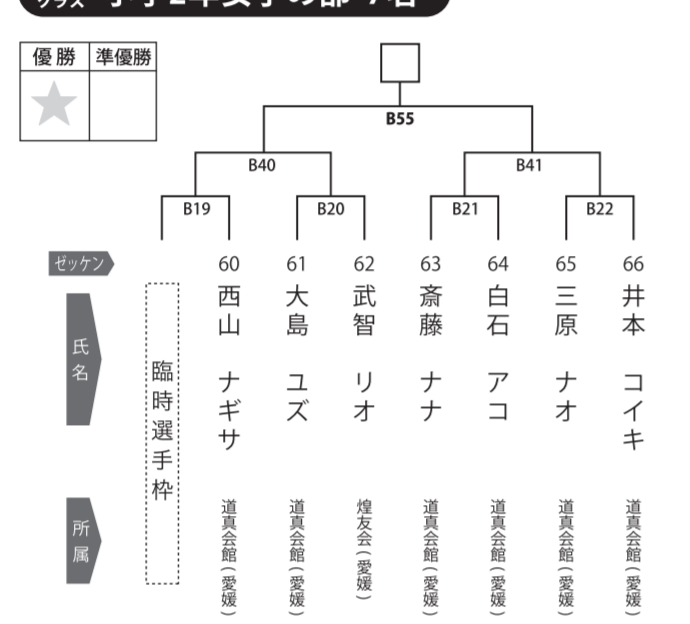 優勝 準優勝
B55
B40 B41
B19 B20 B21 B22
ゼッケン 60 61 62 63 64 65 66
氏名
臨時選手枠
西山 ナギサ
大島 ユズ
武智 リオ
斎藤 ナナ
白石 アコ
三原 ナオ
井本 コイキ
所属
道真会館(愛媛)
道真会館(愛媛)
煌友会(愛媛)
道真会館(愛媛)
道真会館(愛媛)
道真会館(愛媛)
道真会館(愛媛)